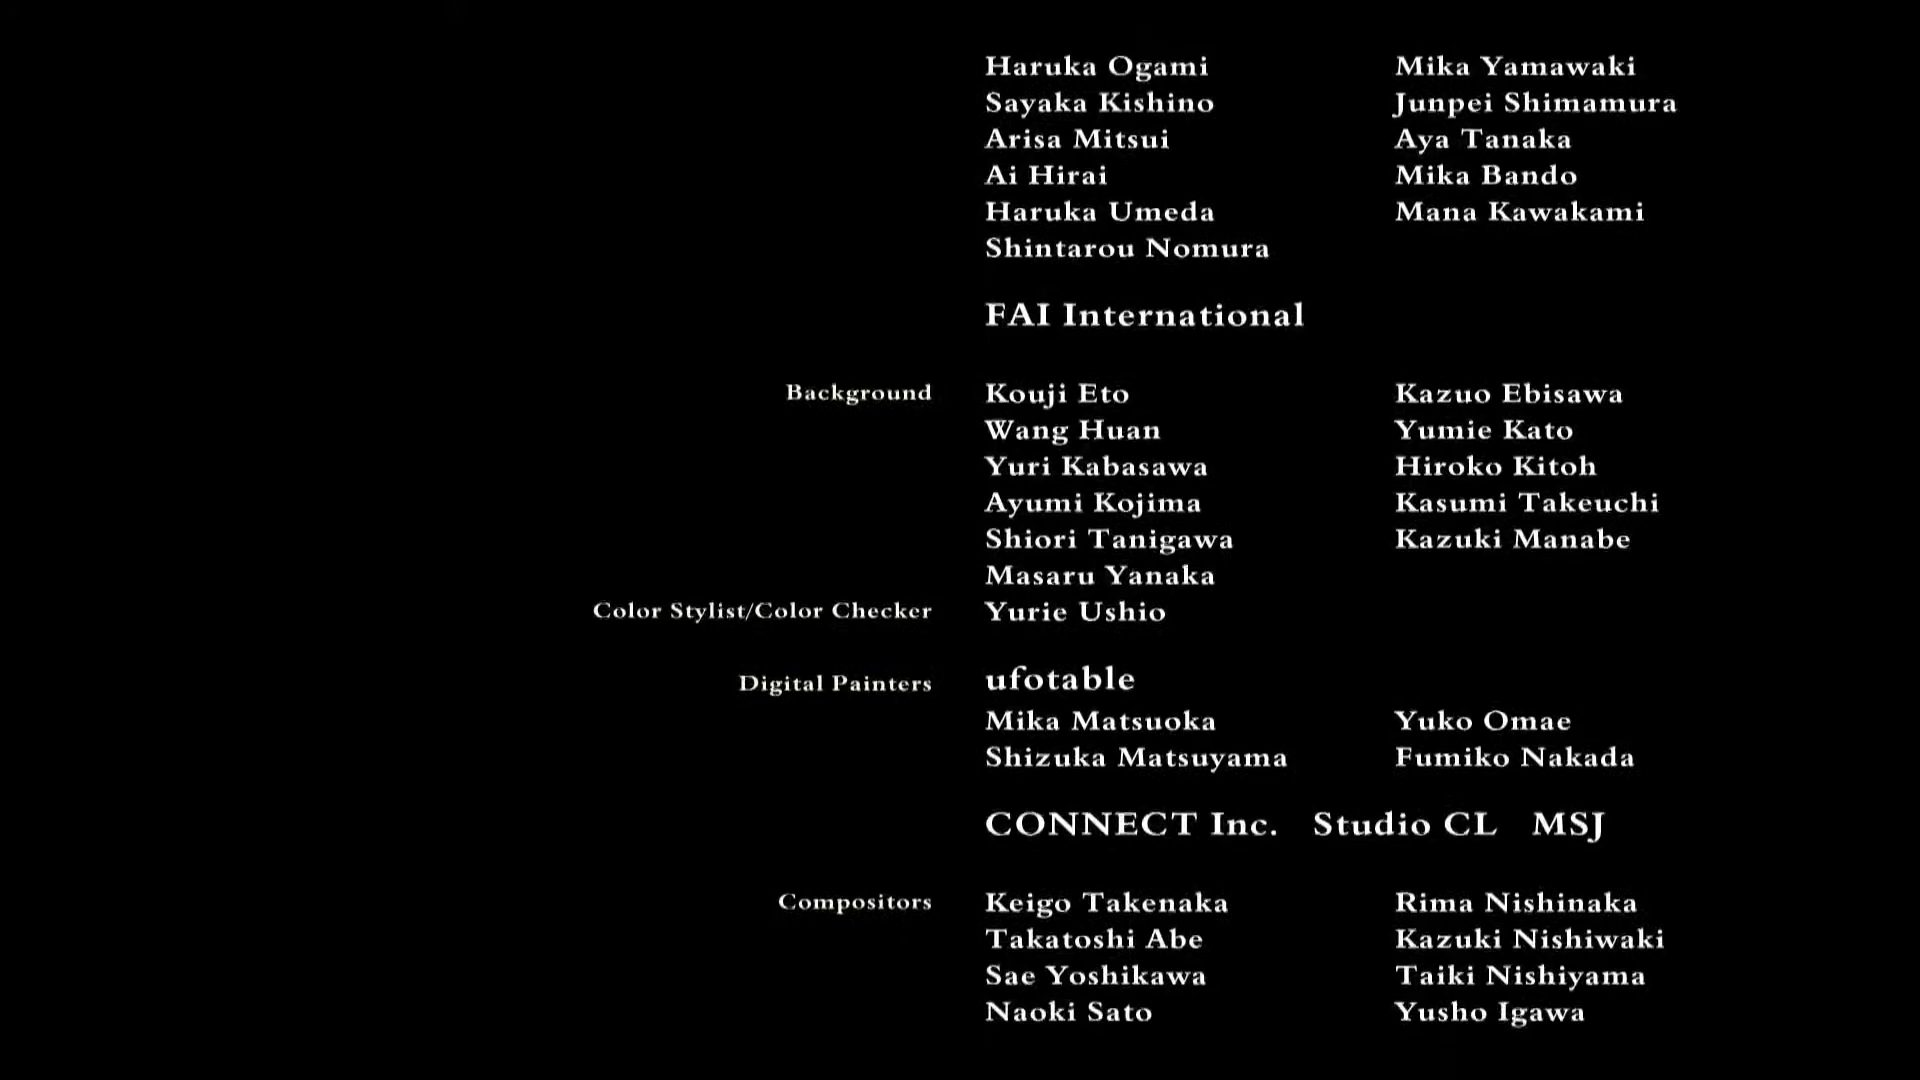 Haruka Ogami Mika Yamawaki
Sayaka Kishino Junpei Shimamura
Arisa Mitsui Aya Tanaka
Ai Hirai Mika Bando
Haruka Umeda Mana Kawakami
Shintarou Nomura
FAI International
Background Kouji Eto Kazuo Ebisawa
Wang Huan Yumie Kato
Yuri Kabasawa Hiroko Kitoh
Ayumi Kojima Kasumi Takeuchi
Shiori Tanigawa Kazuki Manabe
Masaru Yanaka
Color Stylist/Color Checker Yurie Ushio
Digital Painters ufotable
Mika Matsuoka Yuko Omae
Shizuka Matsuyama Fumiko Nakada
CONNECT Inc. Studio CL MSJ
Compositors Keigo Takenaka Rima Nishinaka
Takatoshi Abe Kazuki Nishiwaki
Sae Yoshikawa Taiki Nishiyama
Naoki Sato Yusho Igawa